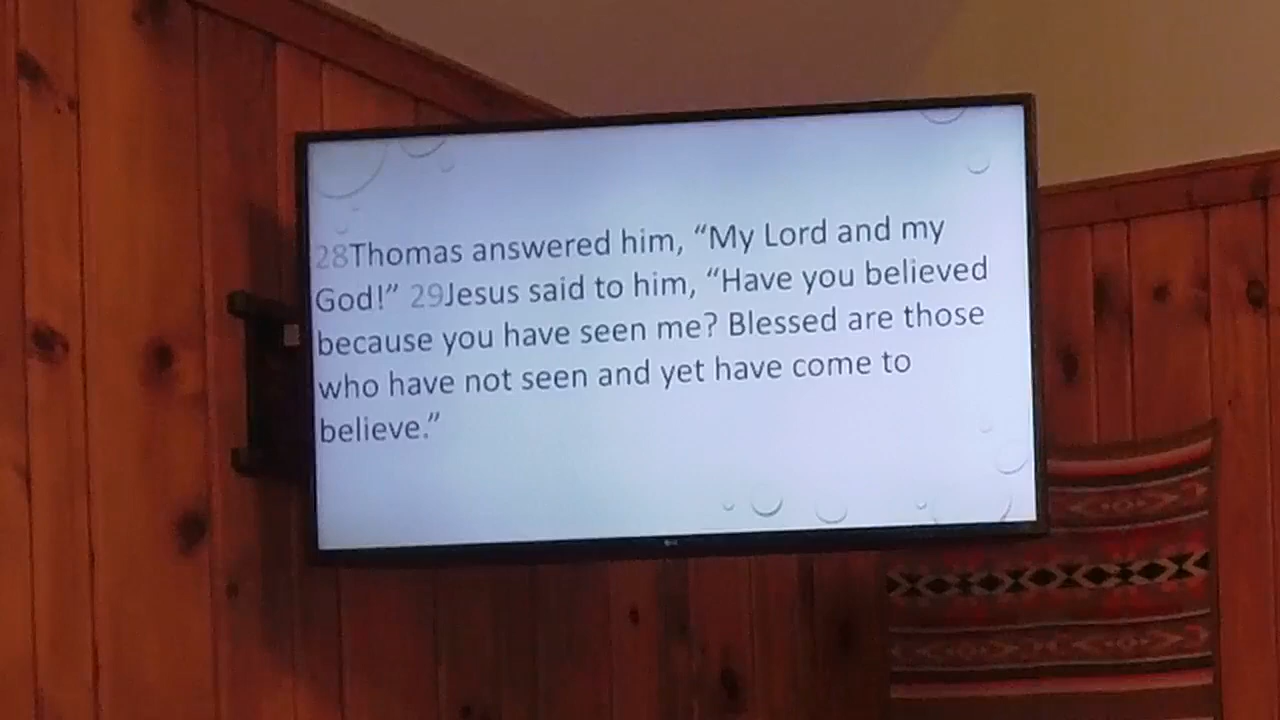 28Thomas answered him, “My Lord and my
God!” 29Jesus said to him, “Have you believed
because you have seen me? Blessed are those
who have not seen and yet have come to
believe.”